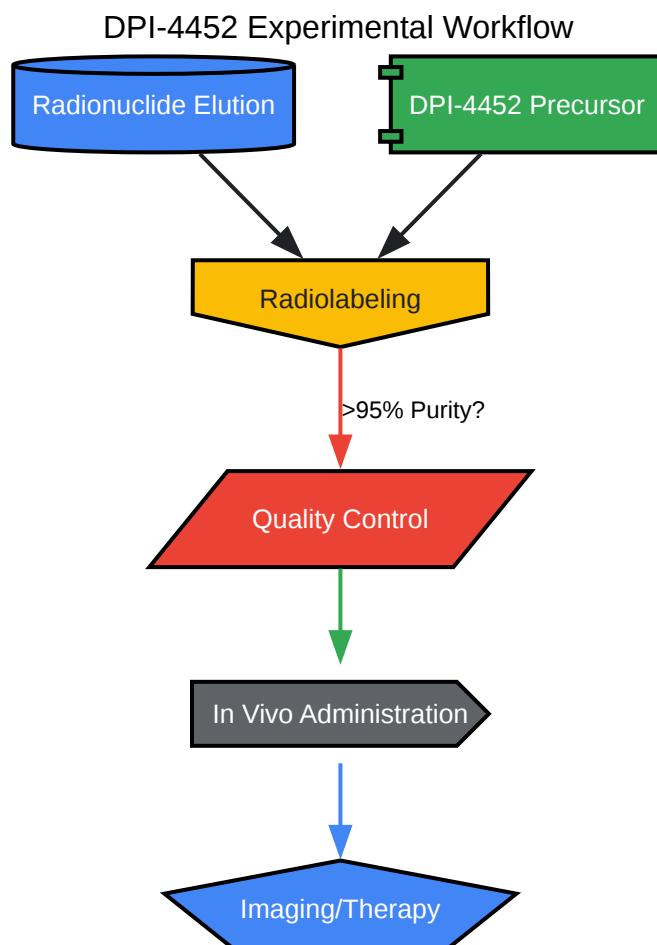 DPI-4452 Experimental Workflow
Radionuclide Elution
DPI-4452 Precursor
Radiolabeling
>95% Purity?
Quality Control
In Vivo Administration
Imaging/Therapy